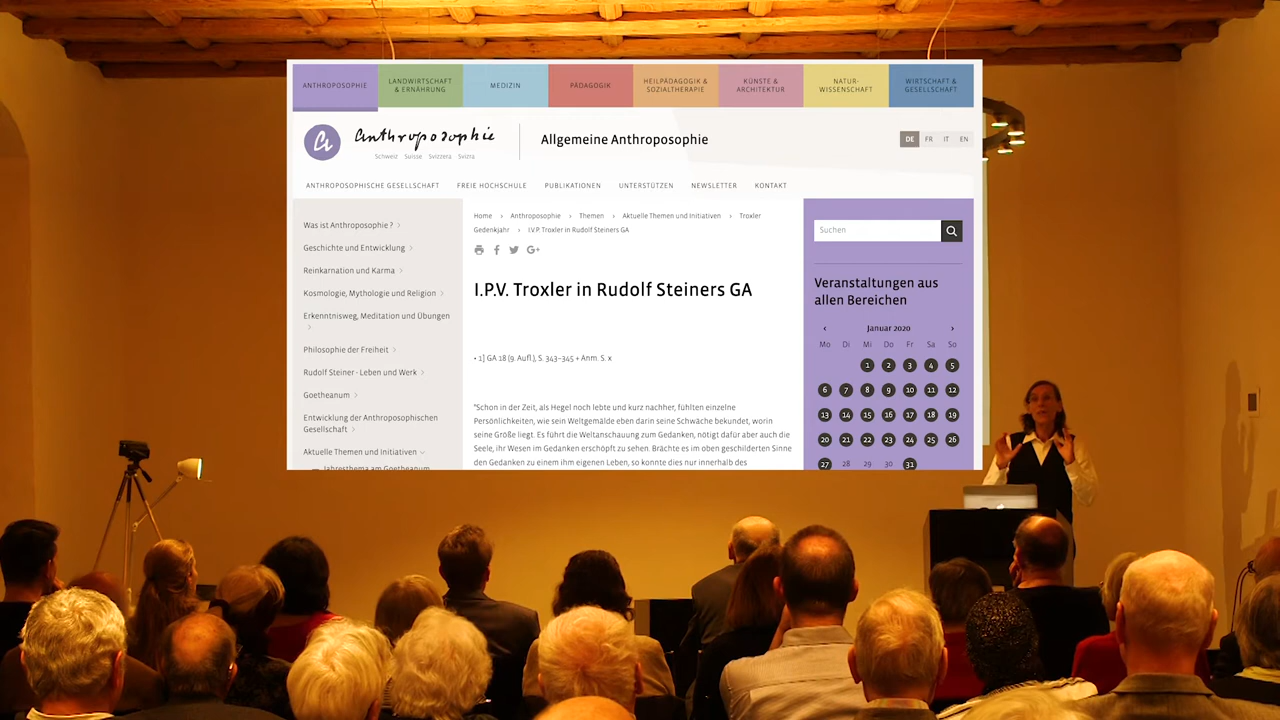 ANTHROPOSOPHIE
LANDWIRTSCHAFT
& ERNÄHRUNG
MEDIZIN
PÄDAGOGIK
HEILPÄDAGOGIK &
SOZIALTHERAPIE
KÜNSTE &
ARCHITEKTUR
NATUR-
WISSENSCHAFT
WIRTSCHAFT &
GESELLSCHAFT
anthroposophie
Schweiz Suisse Svizzera Svizra
Allgemeine Anthroposophie
DE FR IT EN
ANTHROPOSOPHISCHE GESELLSCHAFT FREIE HOCHSCHULE PUBLIKATIONEN UNTERSTÜTZEN NEWSLETTER KONTAKT
Was ist Anthroposophie ? >
Geschichte und Entwicklung >
Reinkarnation und Karma >
Kosmologie, Mythologie und Religion >
Erkenntnisweg, Meditation und Übungen
>
Philosophie der Freiheit >
Rudolf Steiner - Leben und Werk >
Goetheanum >
Entwicklung der Anthroposophischen
Gesellschaft >
Aktuelle Themen und Initiativen
Jahresthema am Goetheanum
Home > Anthroposophie > Themen > Aktuelle Themen und Initiativen > Troxler
Gedenkjahr > I.V.P. Troxler in Rudolf Steiners GA
G+
I.P.V. Troxler in Rudolf Steiners GA
• 1] GA 18 (9. Aufl.), S. 343–345 + Anm. S. x
"Schon in der Zeit, als Hegel noch lebte und kurz nachher, fühlten einzelne
Persönlichkeiten, wie sein Weltgemälde eben darin seine Schwäche bekundet, worin
seine Größe liegt. Es führt die Weltanschauung zum Gedanken, nötigt dafür aber auch die
Seele, ihr Wesen im Gedanken erschöpft zu sehen. Brächte es im oben geschilderten Sinne
den Gedanken zu einem ihm eigenen Leben, so konnte dies nur innerhalb des
Suchen
Veranstaltungen aus
allen Bereichen
‹ Januar 2020 ›
Mo Di Mi Do Fr Sa So
1 2 3 4 5
6 7 8 9 10 11 12
13 14 15 16 17 18 19
20 21 22 23 24 25 26
27 28 29 30 31